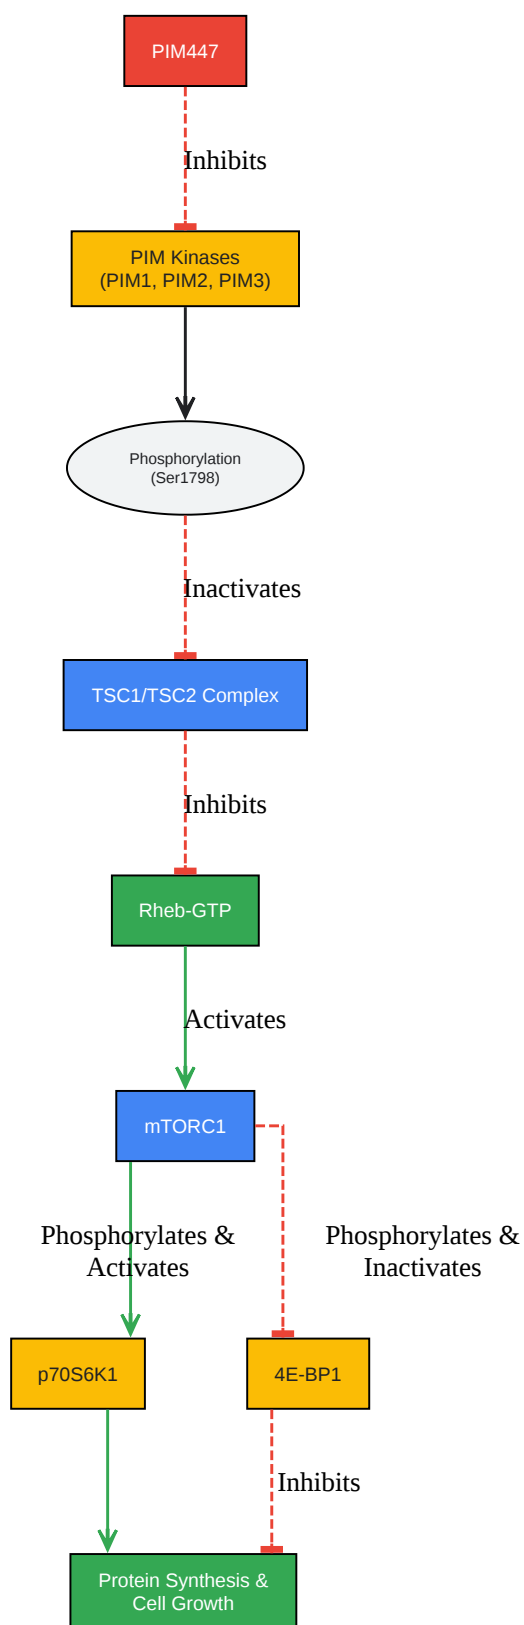 PIM447
Inhibits
PIM Kinases
(PIM1, PIM2, PIM3)
Phosphorylation
(Ser1798)
Inactivates
TSC1/TSC2 Complex
Inhibits
Rheb-GTP
Activates
mTORC1
Phosphorylates &
Activates
Phosphorylates &
Inactivates
p70S6K1
4E-BP1
Inhibits
Protein Synthesis &
Cell Growth